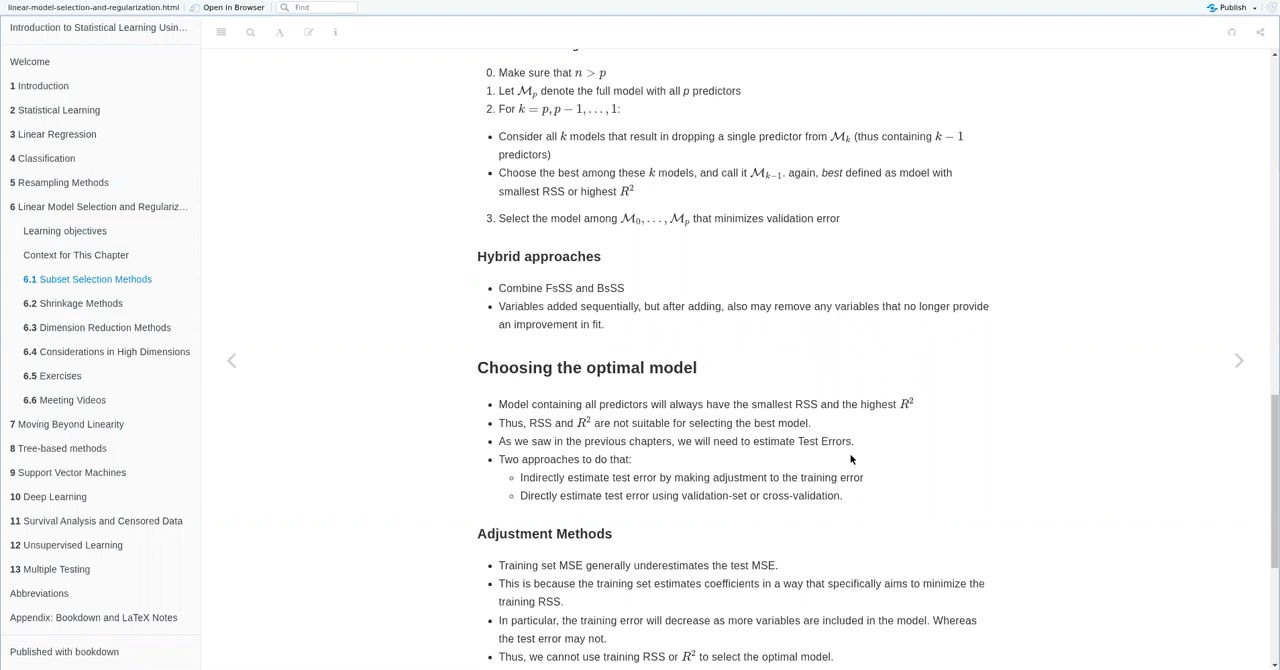 linear-model-selection-and-regularization.html
Open in Browser
Find
Publish
Introduction to Statistical Learning Usin...
Welcome
1 Introduction
2 Statistical Learning
3 Linear Regression
4 Classification
5 Resampling Methods
6 Linear Model Selection and Regulariz...
Learning objectives
Context for This Chapter
6.1 Subset Selection Methods
6.2 Shrinkage Methods
6.3 Dimension Reduction Methods
6.4 Considerations in High Dimensions
6.5 Exercises
6.6 Meeting Videos
7 Moving Beyond Linearity
8 Tree-based methods
9 Support Vector Machines
10 Deep Learning
11 Survival Analysis and Censored Data
12 Unsupervised Learning
13 Multiple Testing
Abbreviations
Appendix: Bookdown and LaTeX Notes
Published with bookdown
0. Make sure that n > p
1. Let M_p denote the full model with all p predictors
2. For k = p, p − 1, . . . , 1:
• Consider all k models that result in dropping a single predictor from M_k (thus containing k − 1
predictors)
• Choose the best among these k models, and call it M_{k−1}. again, best defined as mdoel with
smallest RSS or highest R²
3. Select the model among M_0, . . . , M_p that minimizes validation error
Hybrid approaches
• Combine FsSS and BsSS
• Variables added sequentially, but after adding, also may remove any variables that no longer provide
an improvement in fit.
Choosing the optimal model
• Model containing all predictors will always have the smallest RSS and the highest R²
• Thus, RSS and R² are not suitable for selecting the best model.
• As we saw in the previous chapters, we will need to estimate Test Errors.
• Two approaches to do that:
◦ Indirectly estimate test error by making adjustment to the training error
◦ Directly estimate test error using validation-set or cross-validation.
Adjustment Methods
• Training set MSE generally underestimates the test MSE.
• This is because the training set estimates coefficients in a way that specifically aims to minimize the
training RSS.
• In particular, the training error will decrease as more variables are included in the model. Whereas
the test error may not.
• Thus, we cannot use training RSS or R² to select the optimal model.